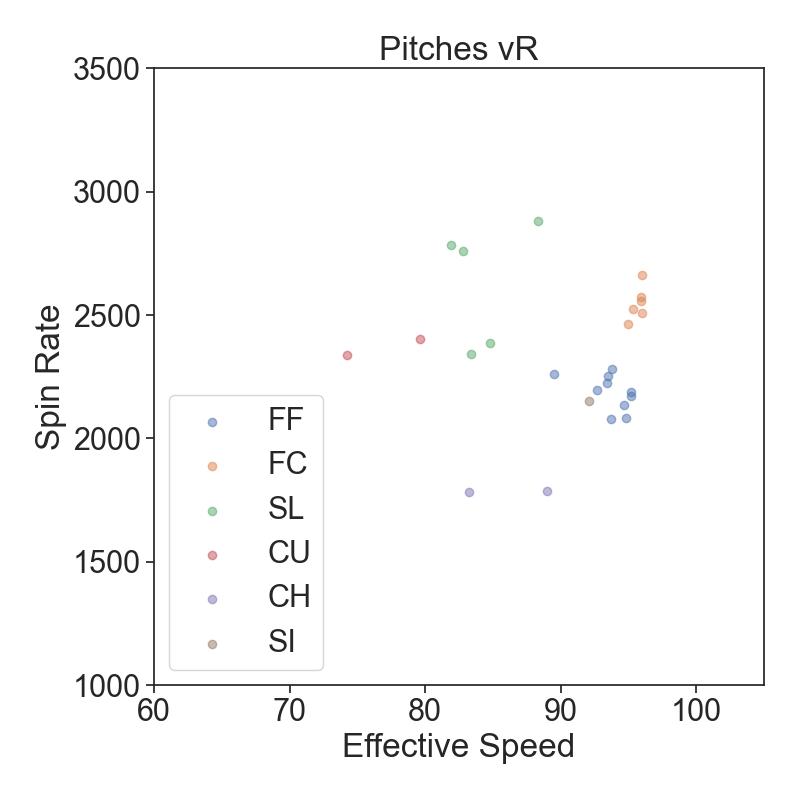 Pitches vR
3500
3000
2500
2000
1500
1000
Spin Rate
FF
FC
SL
CU
CH
SI
60 70 80 90 100
Effective Speed